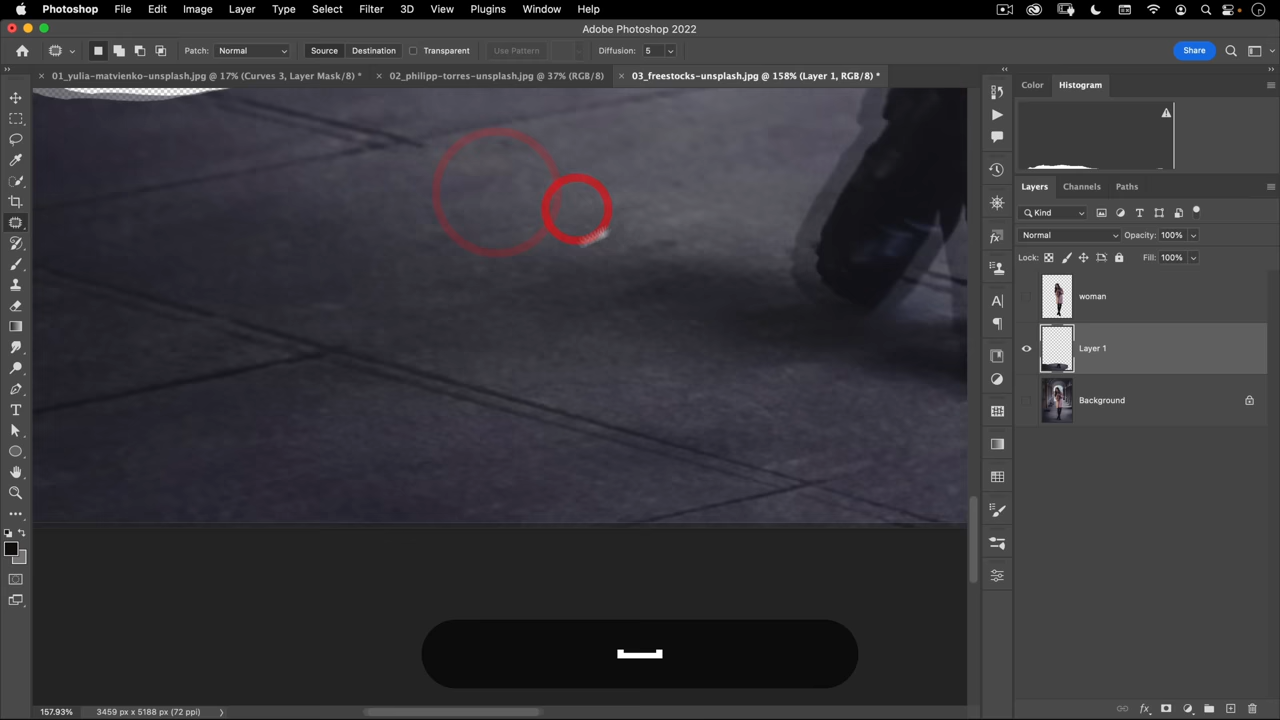 Photoshop File Edit Image Layer Type Select Filter 3D View Plugins Window Help
Adobe Photoshop 2022
Patch: Normal Source Destination Transparent Use Pattern Diffusion: 5 Share
01_yulia-matvienko-unsplash.jpg @ 17% (Curves 3, Layer Mask/8) * 02_philipp-torres-unsplash.jpg @ 37% (RGB/8) 03_freestocks-unsplash.jpg @ 158% (Layer 1, RGB/8) *
Color Histogram
Layers Channels Paths
Kind
Normal Opacity: 100%
Lock: Fill: 100%
woman
Layer 1
Background
157.93% 3459 px x 5188 px (72 ppi)